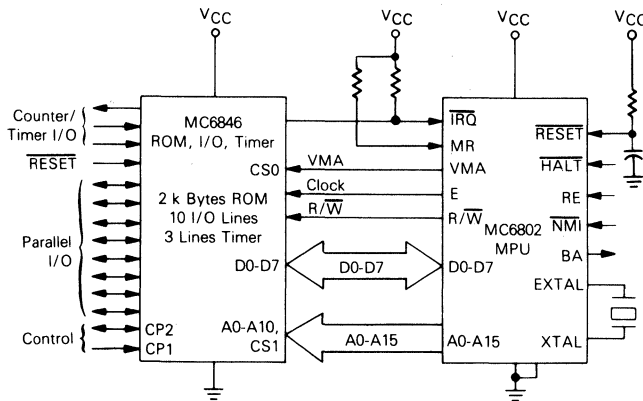 VCC
VCC
VCC
VCC
Counter/
Timer I/O
RESET
Parallel
I/O
Control
MC6846
ROM, I/O, Timer
CS0
2 k Bytes ROM
10 I/O Lines
3 Lines Timer
D0-D7
CP2
CP1
A0-A10,
CS1
VMA
Clock
R/W
D0-D7
A0-A15
IRQ
MR
VMA
E
R/W
MC6802
MPU
D0-D7
A0-A15
RESET
HALT
RE
NMI
BA
EXTAL
XTAL